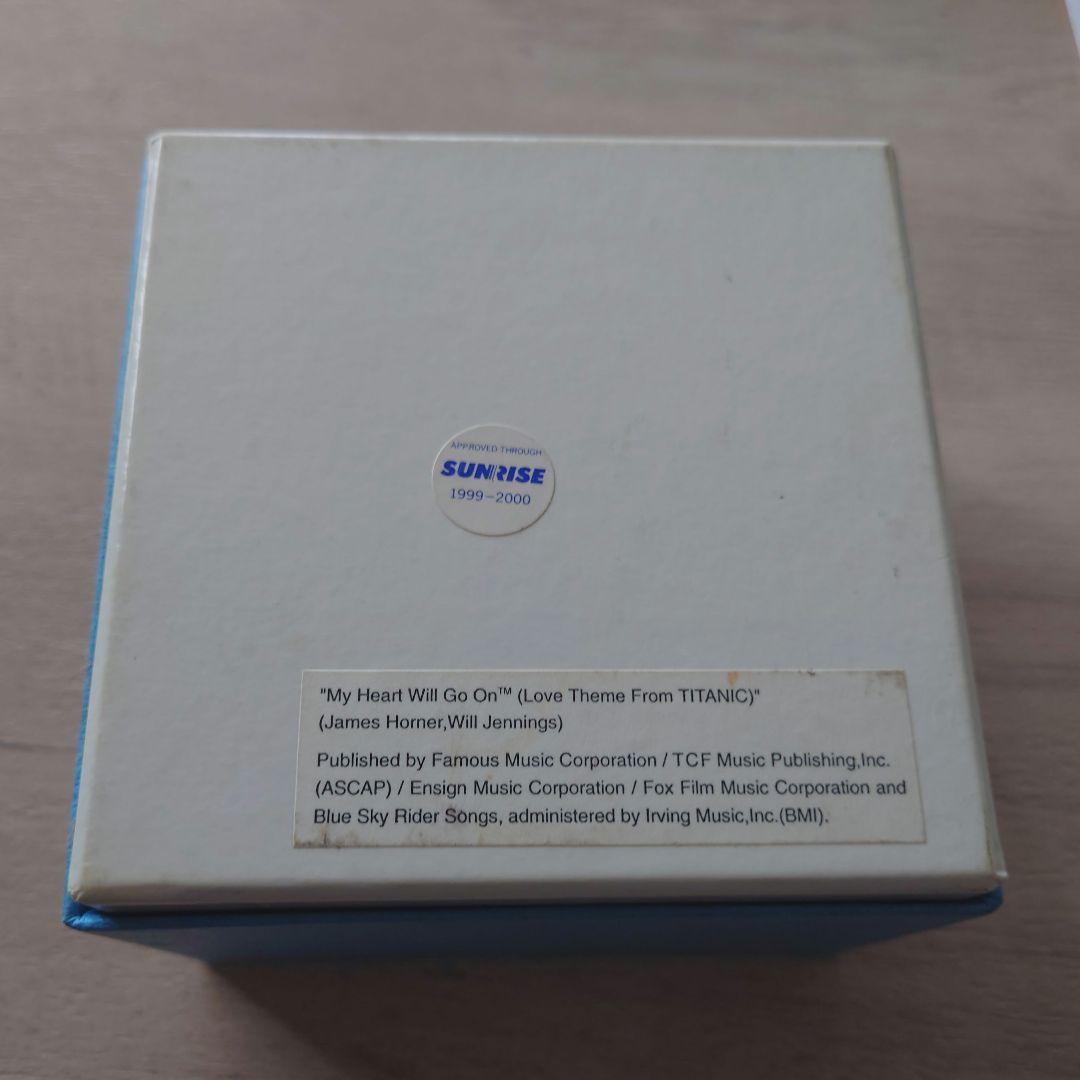 APPROVED THROUGH
SUNRISE
1999-2000
"My Heart Will Go On™ (Love Theme From TITANIC)"
(James Horner,Will Jennings)
Published by Famous Music Corporation / TCF Music Publishing,Inc.
(ASCAP) / Ensign Music Corporation / Fox Film Music Corporation and
Blue Sky Rider Songs, administered by Irving Music,Inc.(BMI).